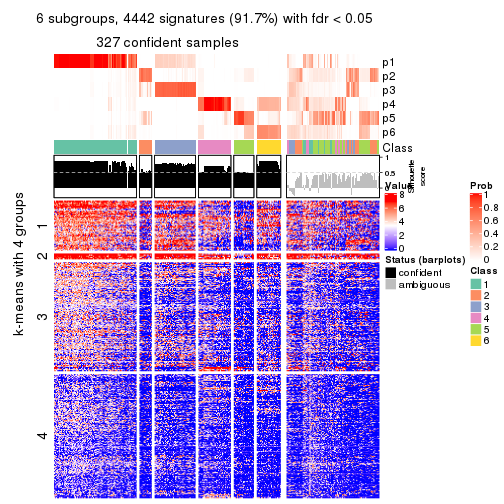 6 subgroups, 4442 signatures (91.7%) with fdr < 0.05
327 confident samples
p1
p2
p3
p4
p5
p6
Class
1
0.5
0
Silhouette
score
k-means with 4 groups
1
2
3
4
Value
8
6
4
2
0
Status (barplots)
confident
ambiguous
Prob
1
0.8
0.6
0.4
0.2
0
Class
1
2
3
4
5
6